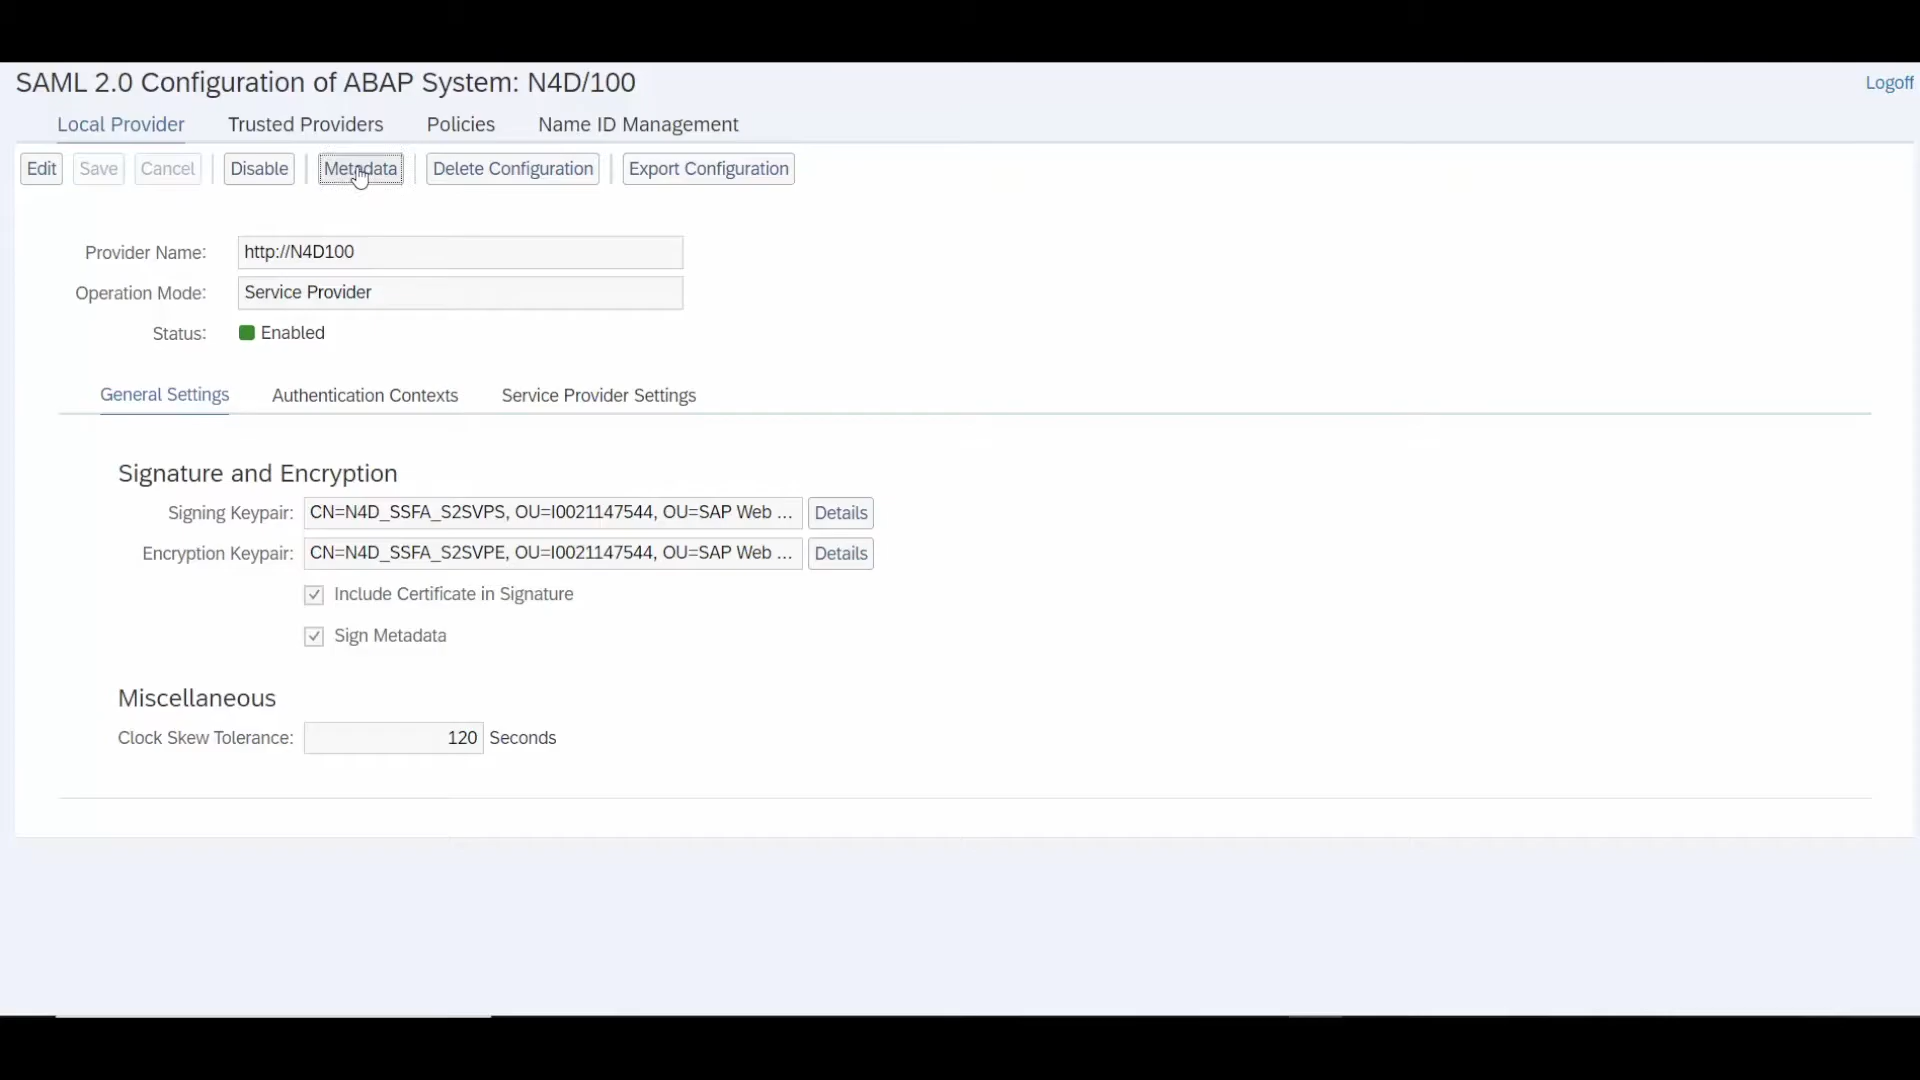 SAML 2.0 Configuration of ABAP System: N4D/100
Logoff
Local Provider Trusted Providers Policies Name ID Management
Edit Save Cancel Disable Metadata Delete Configuration Export Configuration
Provider Name: http://N4D100
Operation Mode: Service Provider
Status: Enabled
General Settings Authentication Contexts Service Provider Settings
Signature and Encryption
Signing Keypair: CN=N4D_SSFA_S2SVPS, OU=I0021147544, OU=SAP Web ... Details
Encryption Keypair: CN=N4D_SSFA_S2SVPE, OU=I0021147544, OU=SAP Web ... Details
Include Certificate in Signature
Sign Metadata
Miscellaneous
Clock Skew Tolerance: 120 Seconds